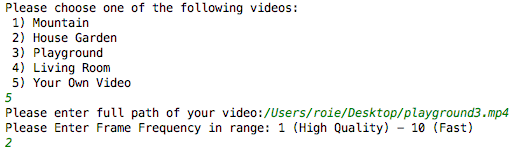 Please choose one of the following videos:
1) Mountain
2) House Garden
3) Playground
4) Living Room
5) Your Own Video
5
Please enter full path of your video:/Users/roie/Desktop/playground3.mp4
Please Enter Frame Frequency in range: 1 (High Quality) – 10 (Fast)
2